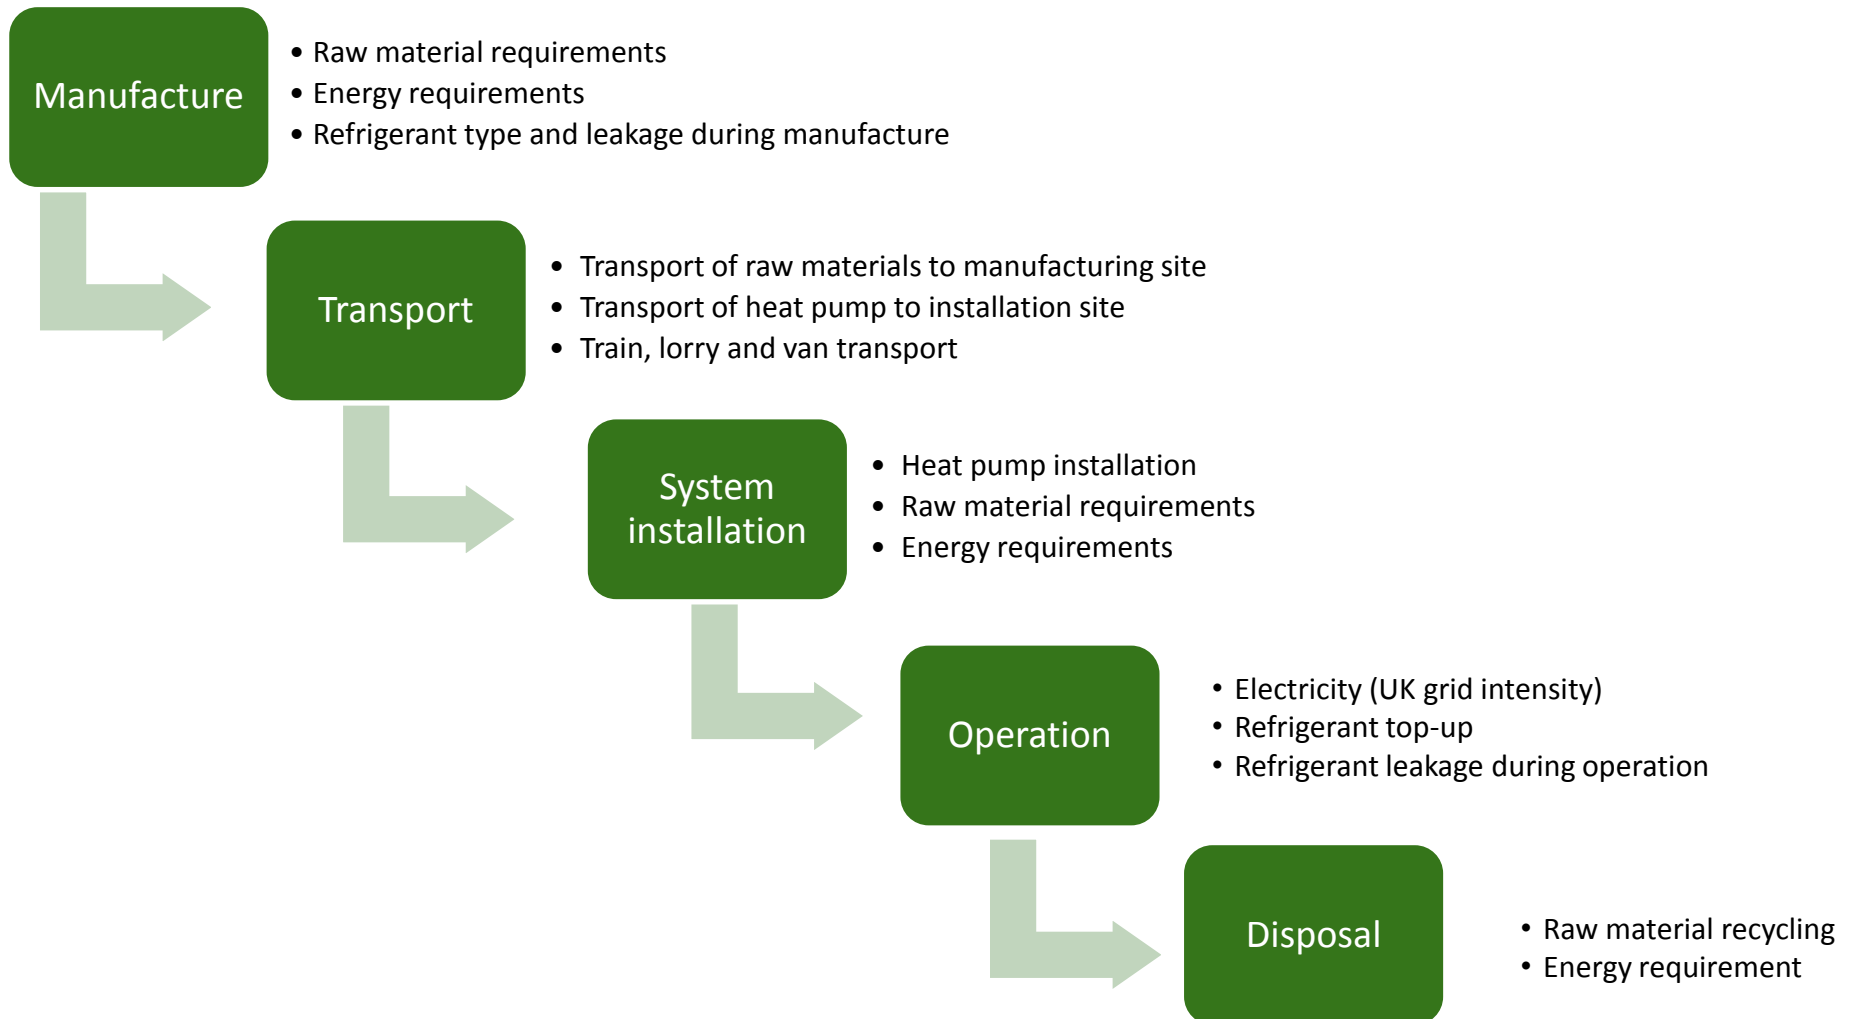 Manufacture
• Raw material requirements
• Energy requirements
• Refrigerant type and leakage during manufacture
Transport
• Transport of raw materials to manufacturing site
• Transport of heat pump to installation site
• Train, lorry and van transport
System
installation
• Heat pump installation
• Raw material requirements
• Energy requirements
Operation
• Electricity (UK grid intensity)
• Refrigerant top-up
• Refrigerant leakage during operation
Disposal
• Raw material recycling
• Energy requirement